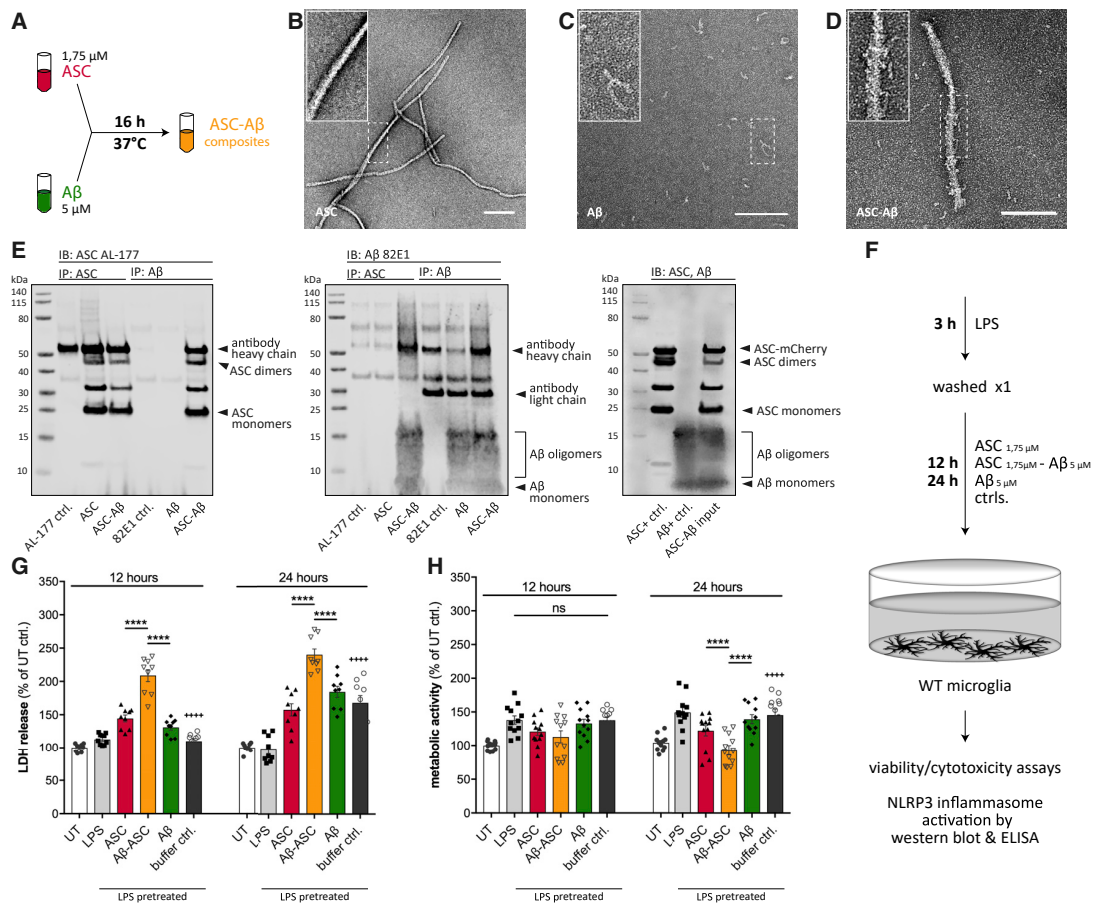 A
1,75 µM
ASC
16 h
37°C
ASC-Aβ
composites
Aβ
5 µM
B
ASC
C
Aβ
D
ASC-Aβ
E
IB: ASC AL-177
IP: ASC
IP: Aβ
kDa
140
115
80
50
40
30
25
15
10
antibody
heavy chain
ASC dimers
ASC
monomers
AL-177 ctrl.
ASC
ASC-Aβ
82E1 ctrl.
Aβ
ASC-Aβ
IB: Aβ 82E1
IP: ASC
IP: Aβ
kDa
140
115
80
50
40
30
25
15
10
antibody
heavy chain
antibody
light chain
Aβ oligomers
Aβ
monomers
AL-177 ctrl.
ASC
ASC-Aβ
82E1 ctrl.
Aβ
ASC-Aβ
IB: ASC, Aβ
kDa
140
115
80
50
40
30
25
15
10
ASC-mCherry
ASC dimers
ASC monomers
Aβ oligomers
Aβ monomers
ASC+ ctrl.
Aβ+ ctrl.
ASC-Aβ input
F
3 h
LPS
washed x1
12 h
24 h
ASC 1,75 µM
ASC 1,75µM - Aβ 5 µM
Aβ 5 µM
ctrls.
WT microglia
viability/cytotoxicity assays
NLRP3 inflammasome
activation by
western blot & ELISA
G
LDH release (% of UT ctrl.)
350
300
250
200
150
100
50
0
12 hours
24 hours
****
****
++++
****
****
++++
UT
LPS
ASC
Aβ-ASC
Aβ
buffer ctrl.
UT
LPS
ASC
Aβ-ASC
Aβ
buffer ctrl.
LPS pretreated
LPS pretreated
H
metabolic activity (% of UT ctrl.)
350
300
250
200
150
100
50
0
12 hours
24 hours
ns
****
****
++++
UT
LPS
ASC
Aβ-ASC
Aβ
buffer ctrl.
UT
LPS
ASC
Aβ-ASC
Aβ
buffer ctrl.
LPS pretreated
LPS pretreated